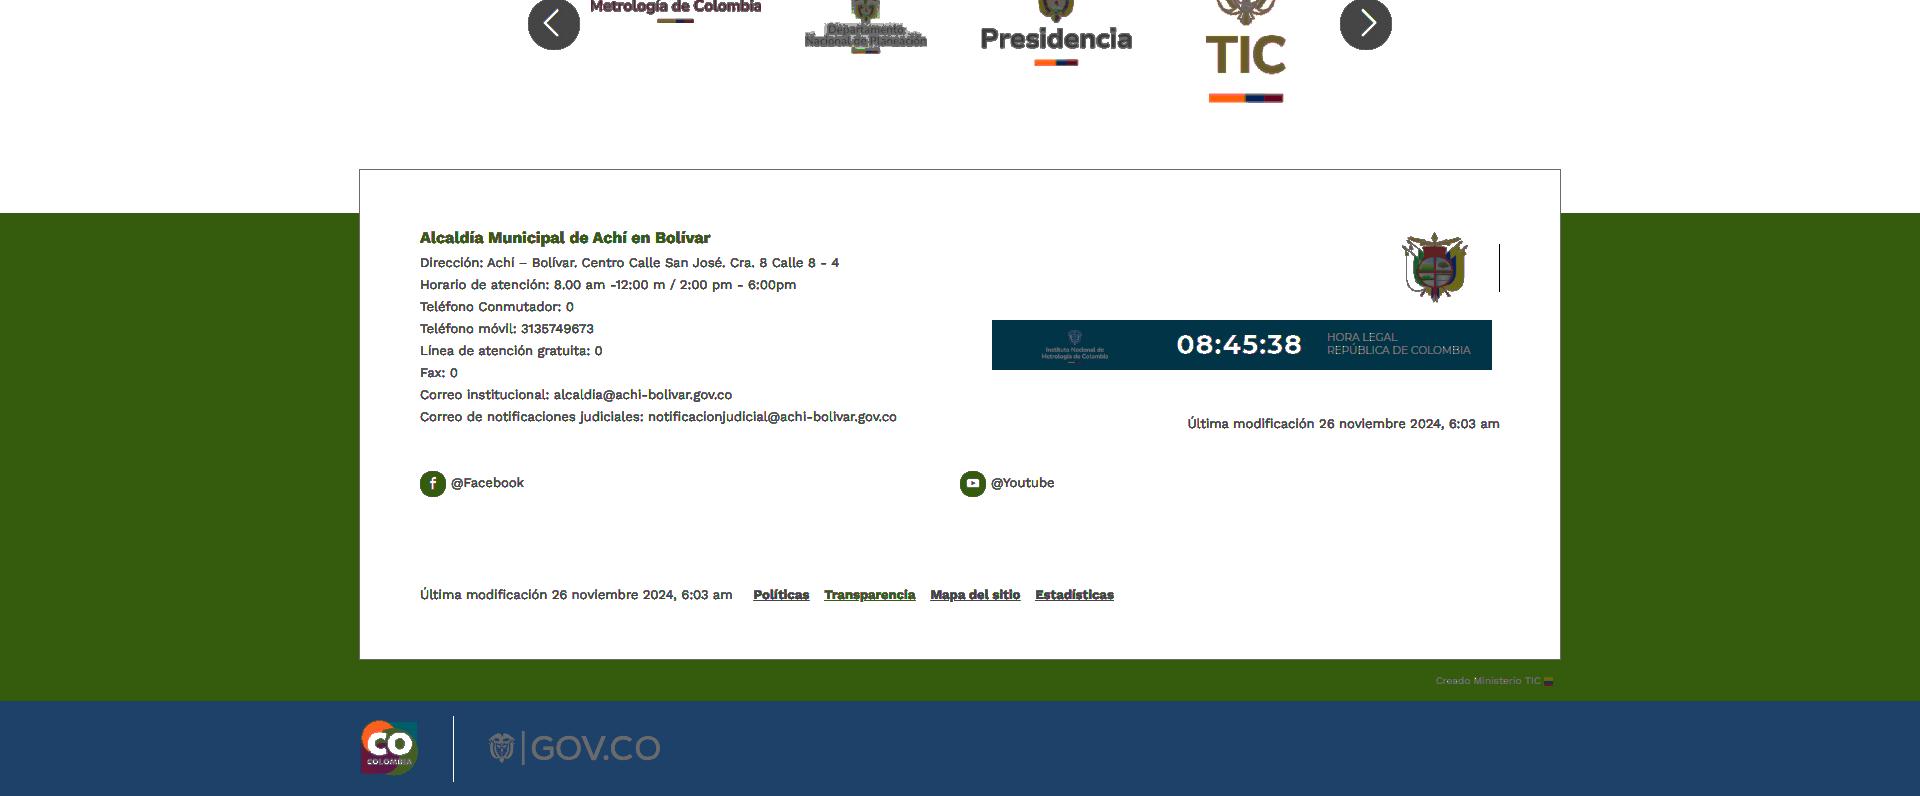 Metrología de Colombia
Departamento
Nacional de Planeación
Presidencia
TIC
Alcaldía Municipal de Achí en Bolívar
Dirección: Achí – Bolívar. Centro Calle San José. Cra. 8 Calle 8 - 4
Horario de atención: 8.00 am -12:00 m / 2:00 pm - 6:00pm
Teléfono Conmutador: 0
Teléfono móvil: 3135749673
Línea de atención gratuita: 0
Fax: 0
Correo institucional: alcaldia@achi-bolivar.gov.co
Correo de notificaciones judiciales: notificacionjudicial@achi-bolivar.gov.co
Instituto Nacional de
Metrología de Colombia
08:45:38
HORA LEGAL
REPÚBLICA DE COLOMBIA
Última modificación 26 noviembre 2024, 6:03 am
@Facebook
@Youtube
Última modificación 26 noviembre 2024, 6:03 am Políticas Transparencia Mapa del sitio Estadísticas
Creado Ministerio TIC
CO
COLOMBIA
GOV.CO